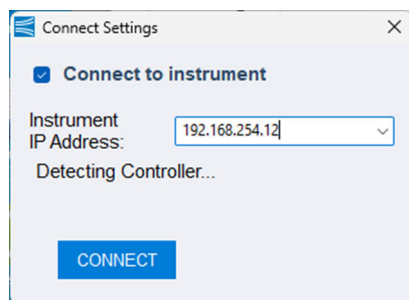 Connect Settings
Connect to instrument
Instrument
IP Address:
192.168.254.12
Detecting Controller...
CONNECT